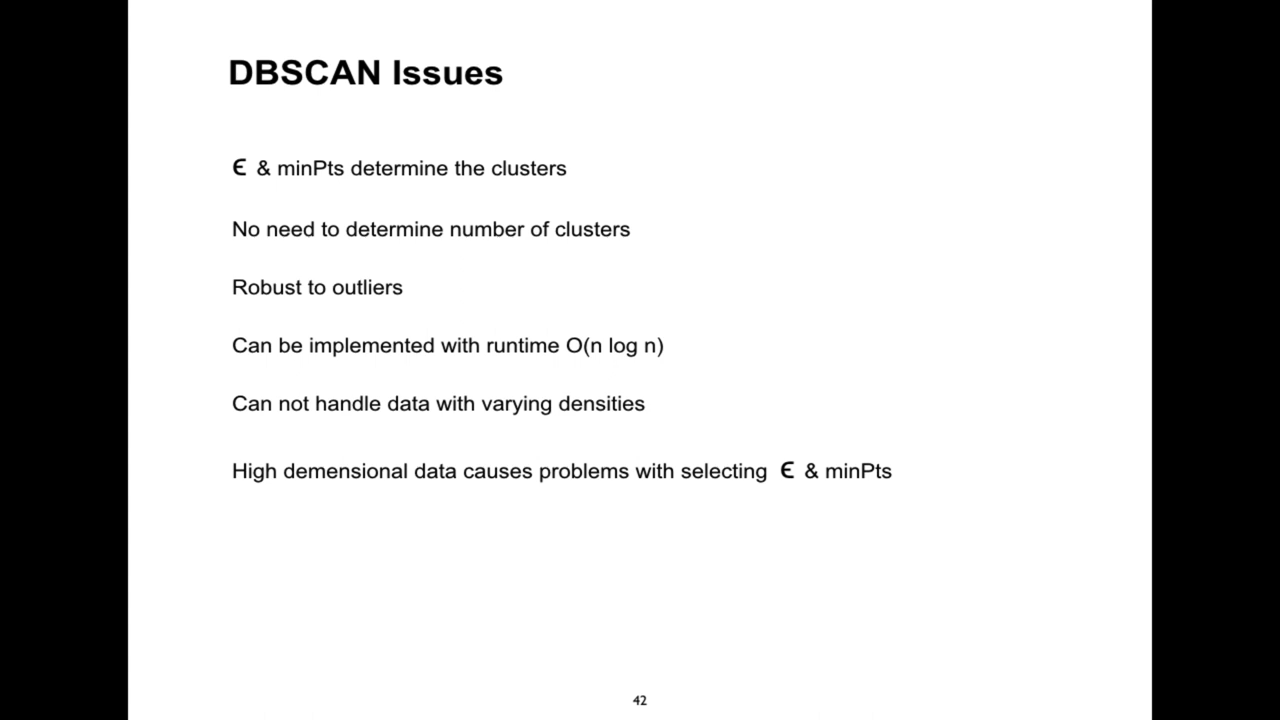 DBSCAN Issues
ϵ & minPts determine the clusters
No need to determine number of clusters
Robust to outliers
Can be implemented with runtime O(n log n)
Can not handle data with varying densities
High demensional data causes problems with selecting ϵ & minPts
42